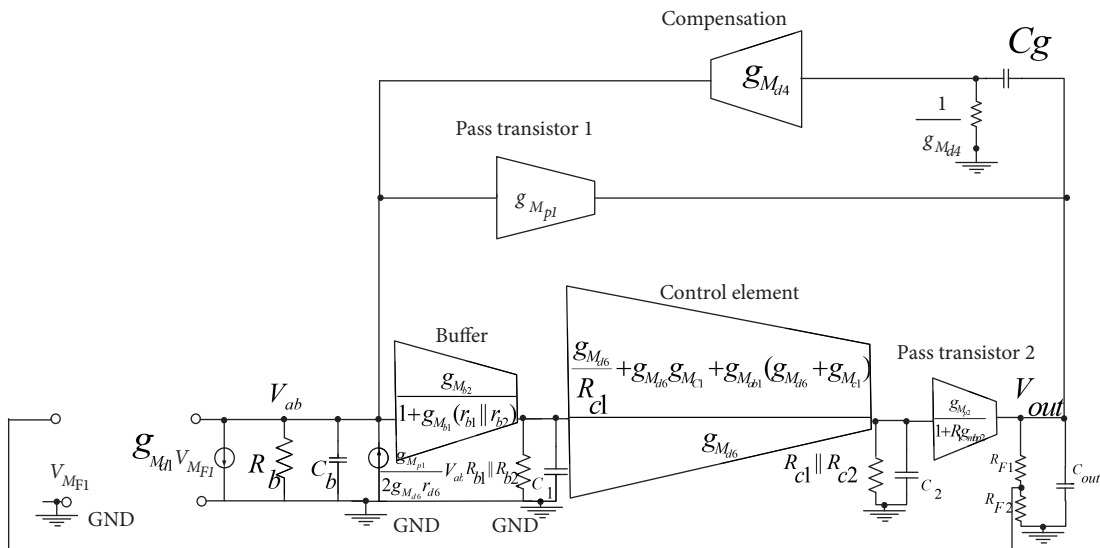 Compensation
Cg
g_{M_{d4}}
1
g_{M_{d4}}
Pass transistor 1
g_{M_{p1}}
Control element
Buffer
g_{M_{d6}}
R_{c1}
+g_{M_{d6}}g_{M_{C1}}+g_{M_{ab1}}(g_{M_{d6}}+g_{M_{c1}})
g_{M_{d6}}
Pass transistor 2
V_{ab}
g_{M_{b2}}
1+g_{M_{b1}}(r_{b1}||r_{b2})
V_{out}
g_{M_{p2}}
g_{M_{d1}}V_{M_{F1}}
R_b
C_b
g_{M_{p1}}
2g_{M_{d6}}r_{d6}
R_{b1}||R_{b2}
C_1
R_{c1}||R_{c2}
C_2
R_{F1}
R_{F2}
C_{out}
V_{M_{F1}}
GND
GND
GND